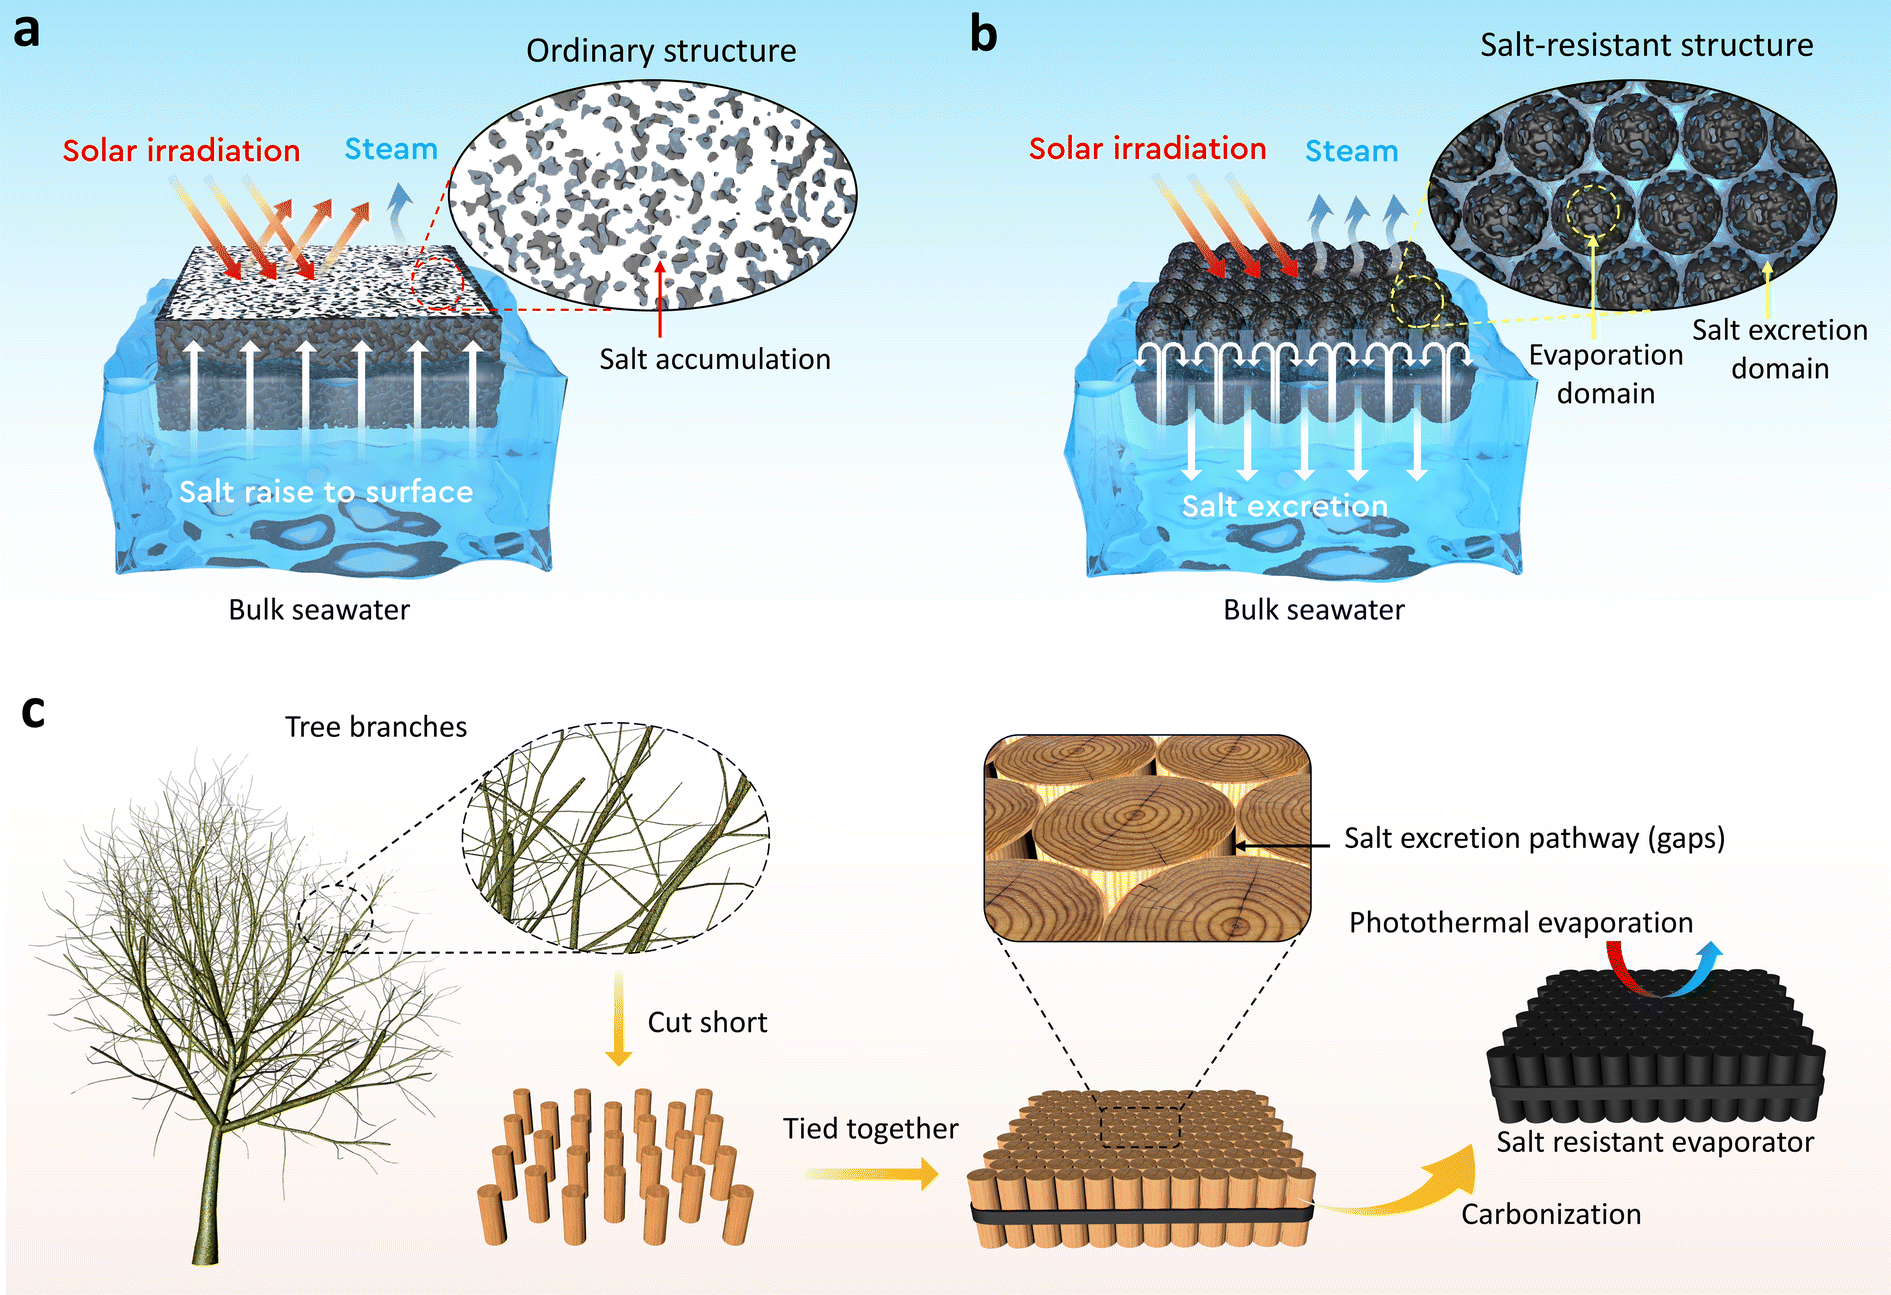 a
Ordinary structure
Solar irradiation
Steam
Salt accumulation
Salt raise to surface
Bulk seawater
b
Salt-resistant structure
Solar irradiation
Steam
Salt excretion
domain
Evaporation
domain
Salt excretion
Bulk seawater
c
Tree branches
Cut short
Tied together
Salt excretion pathway (gaps)
Photothermal evaporation
Salt resistant evaporator
Carbonization